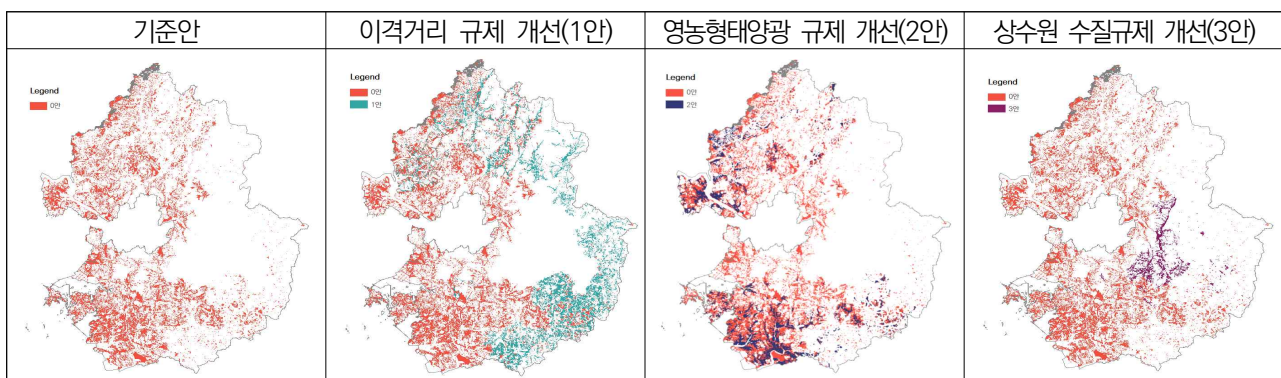 기준안
이격거리 규제 개선(1안)
영농형태양광 규제 개선(2안)
상수원 수질규제 개선(3안)
Legend
0안
Legend
0안
1안
Legend
0안
2안
Legend
0안
3안